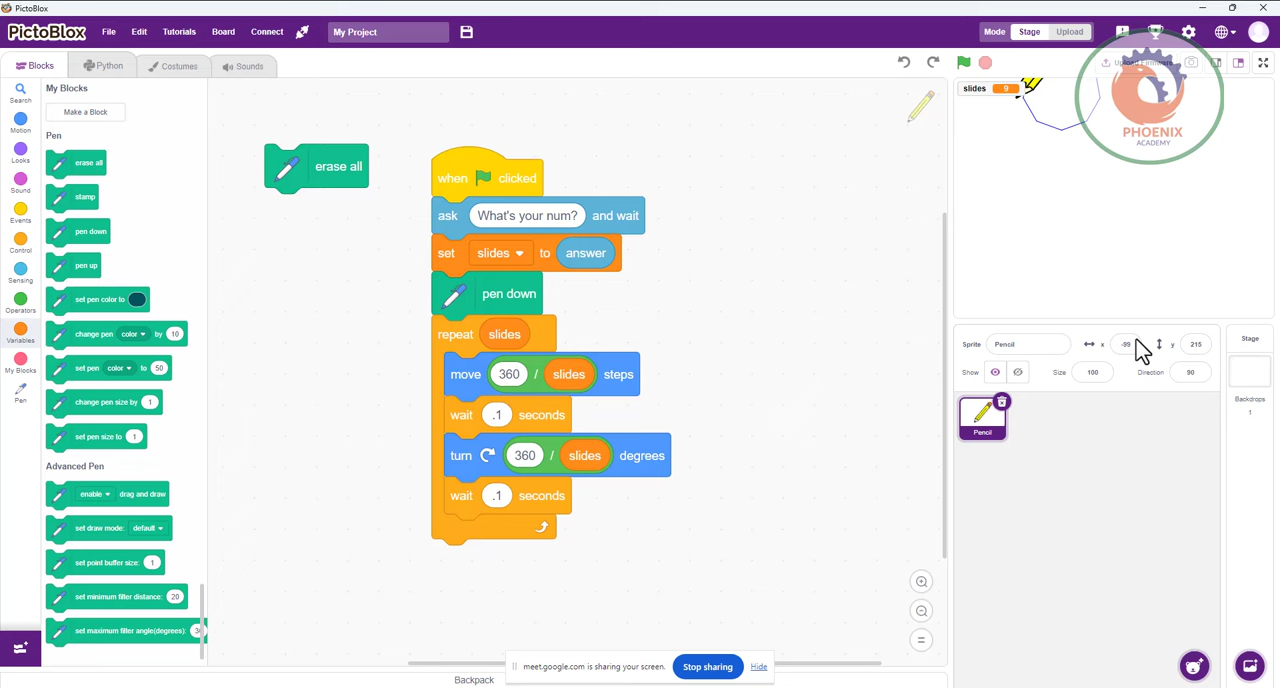 PictoBlox
PictoBlox
File
Edit
Tutorials
Board
Connect
My Project
Mode
Stage
Upload
Blocks
Python
Costumes
Sounds
Upload Firmware
Search
Motion
Looks
Sound
Events
Control
Sensing
Operators
Variables
My Blocks
Pen
My Blocks
Make a Block
Pen
erase all
stamp
pen down
pen up
set pen color to
change pen color by 10
set pen color to 50
change pen size by 1
set pen size to 1
Advanced Pen
enable drag and draw
set draw mode: default
set point buffer size: 1
set minimum filter distance: 20
set maximum filter angle(degrees):
erase all
when clicked
ask What's your num? and wait
set slides to answer
pen down
repeat slides
move 360 / slides steps
wait .1 seconds
turn 360 / slides degrees
wait .1 seconds
slides 9
PHOENIX
ACADEMY
Sprite Pencil x -99 y 215
Show Size 100 Direction 90
Pencil
Stage
Backdrops
1
meet.google.com is sharing your screen.
Stop sharing
Hide
Backpack